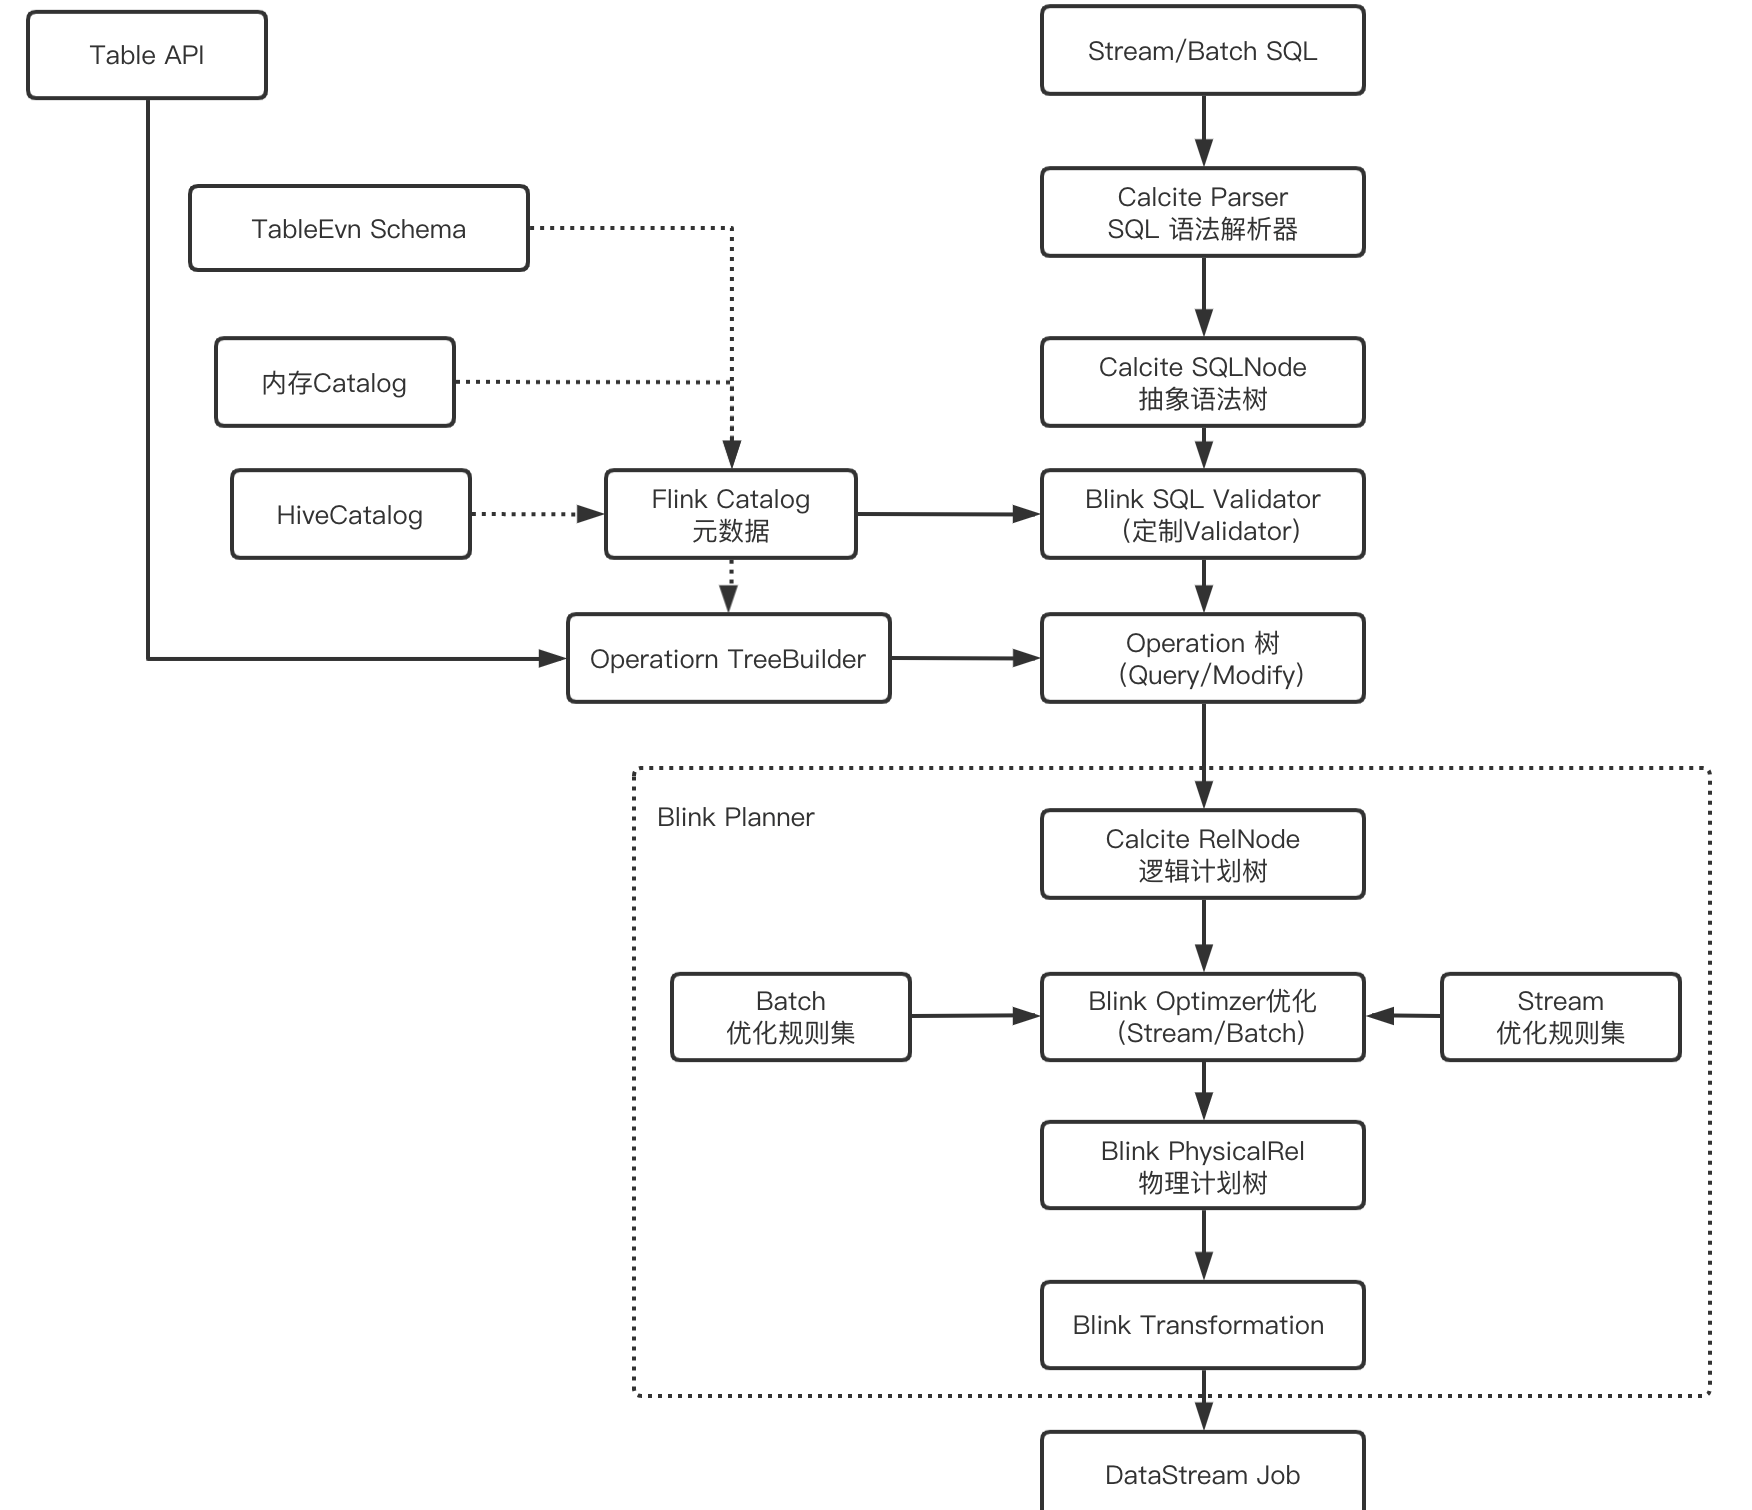 Table API
Stream/Batch SQL
Calcite Parser
SQL 语法解析器
TableEvn Schema
内存Catalog
Calcite SQLNode
抽象语法树
HiveCatalog
Flink Catalog
元数据
Blink SQL Validator
（定制Validator）
Operatiorn TreeBuilder
Operation 树
（Query/Modify）
Blink Planner
Calcite RelNode
逻辑计划树
Batch
优化规则集
Blink Optimzer优化
（Stream/Batch）
Stream
优化规则集
Blink PhysicalRel
物理计划树
Blink Transformation
DataStream Job